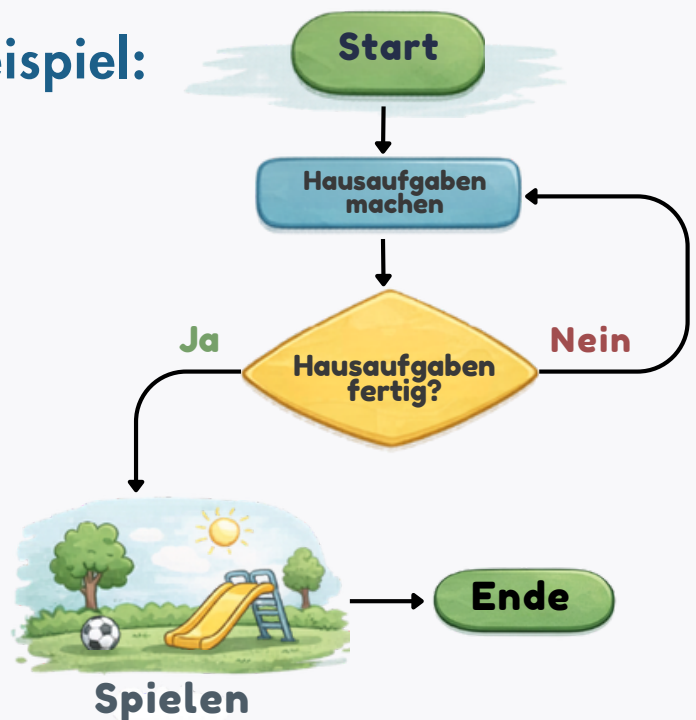 eispiel:
Start
Hausaufgaben
machen
Ja
Nein
Hausaufgaben
fertig?
Ende
Spielen